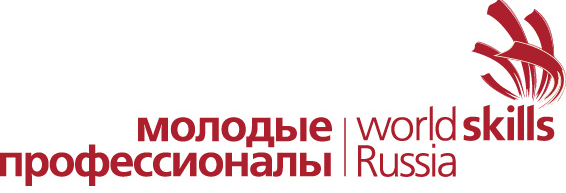 молодые
профессионалы
worldskills
Russia